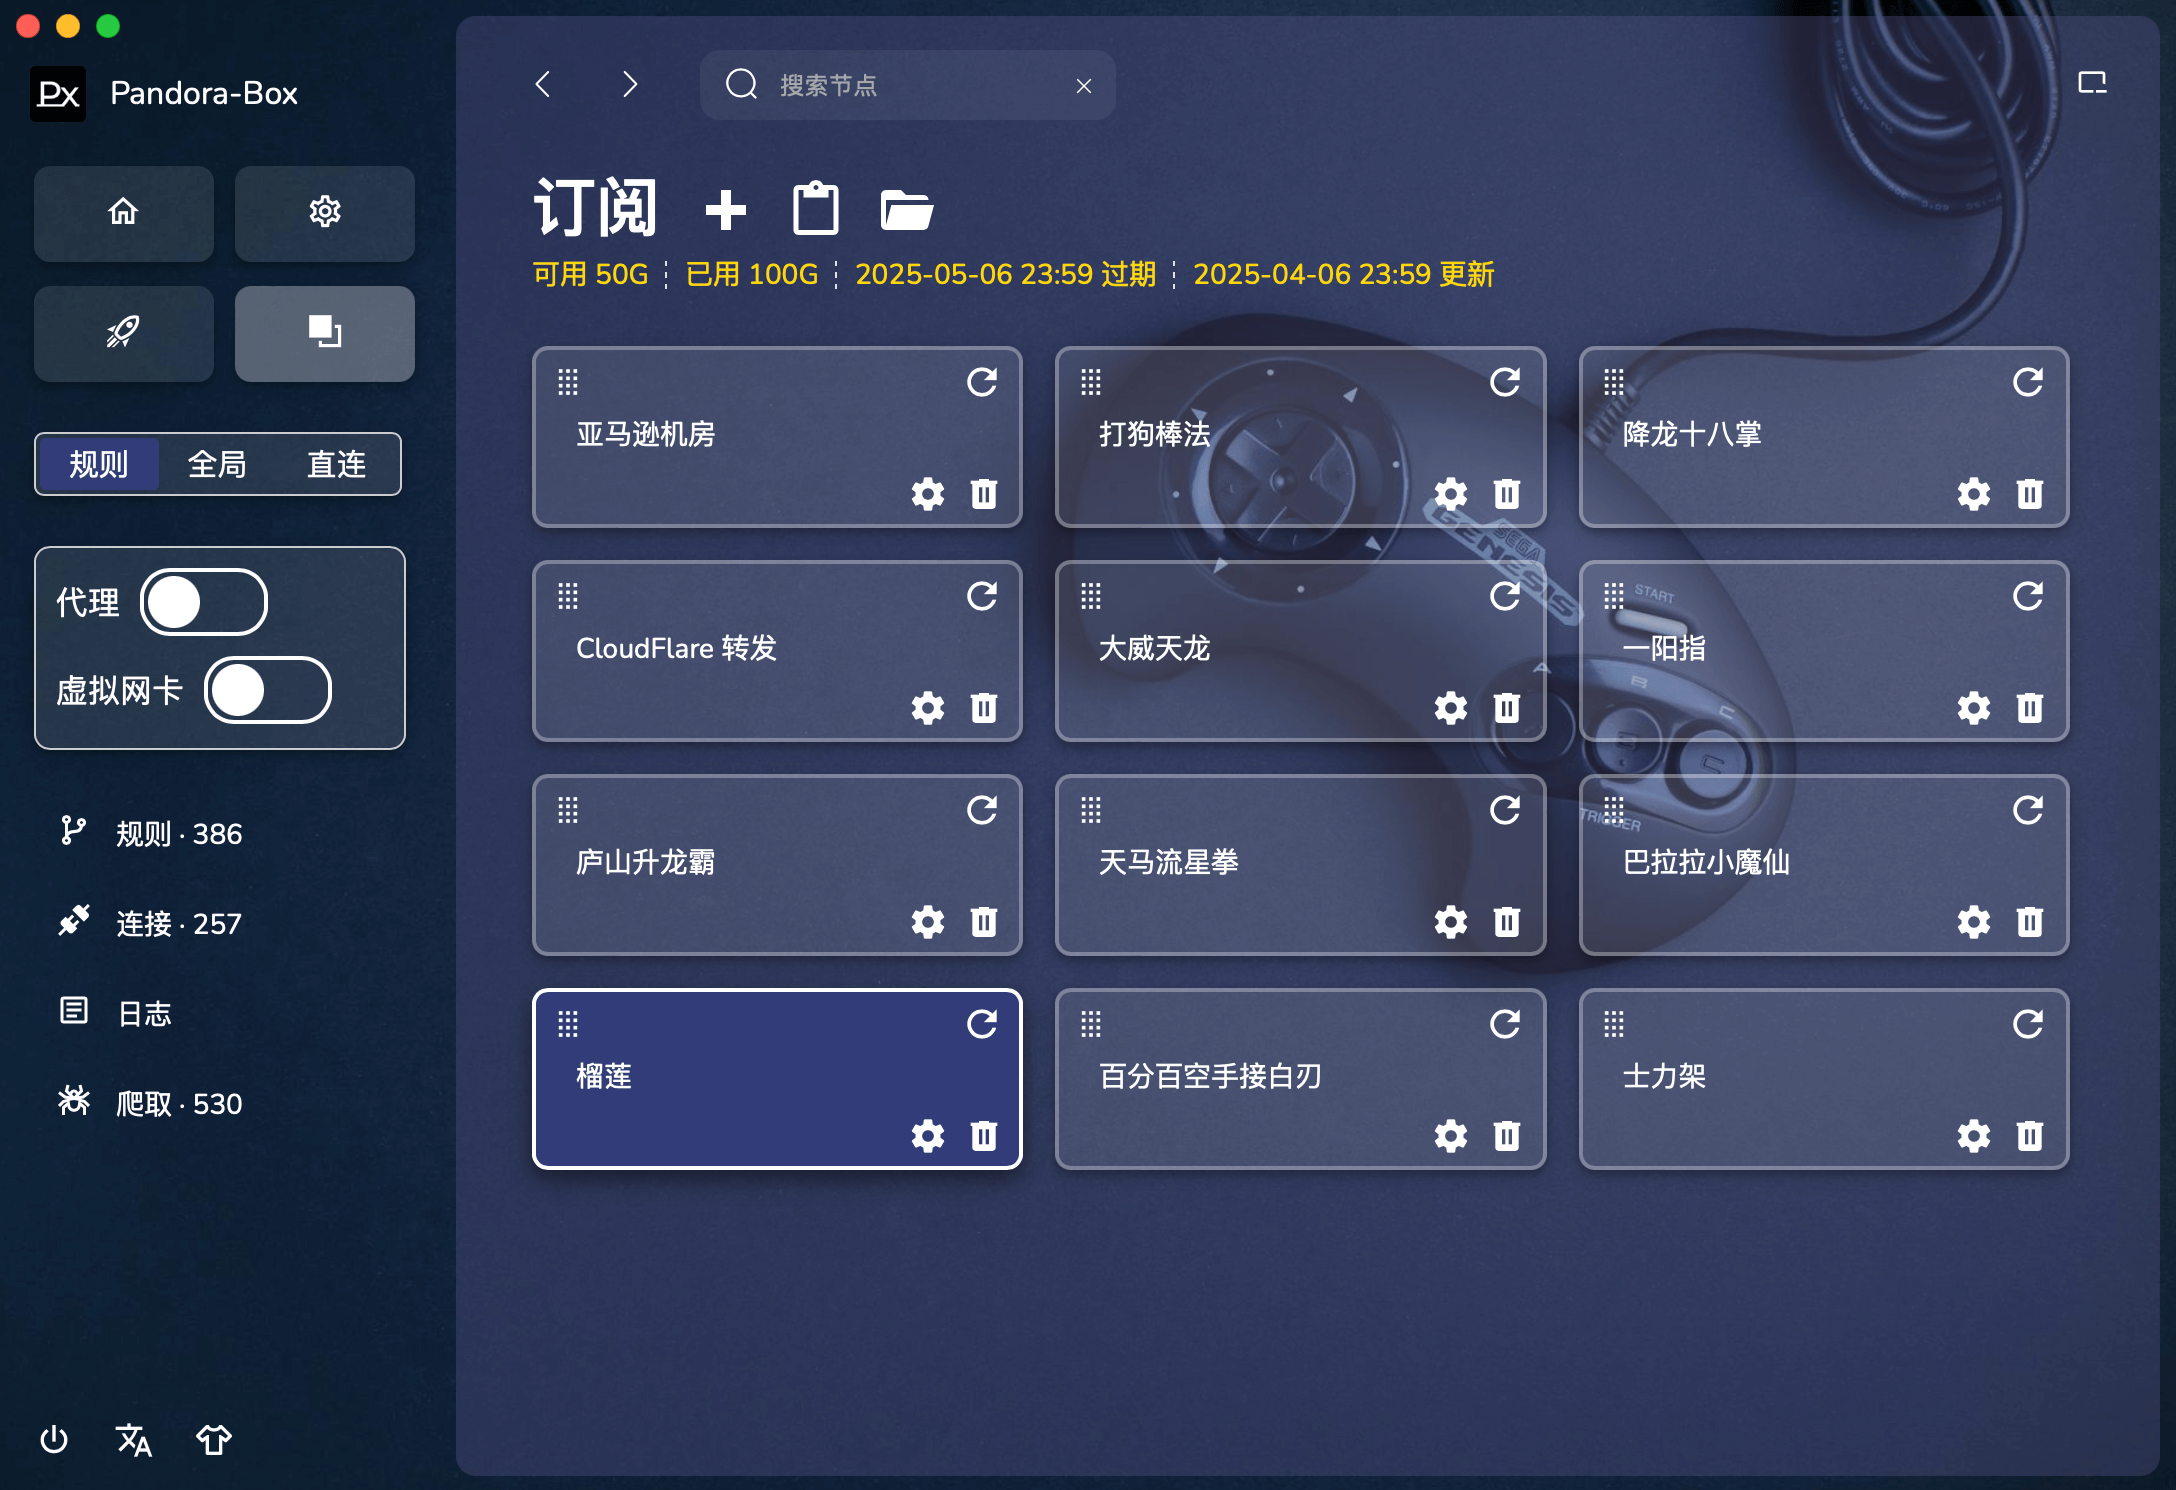 Px Pandora-Box
搜索节点
订阅
可用 50G ¦ 已用 100G ¦ 2025-05-06 23:59 过期 ¦ 2025-04-06 23:59 更新
规则 全局 直连
代理
虚拟网卡
规则 · 386
连接 · 257
日志
爬取 · 530
亚马逊机房
打狗棒法
降龙十八掌
CloudFlare 转发
大威天龙
一阳指
庐山升龙霸
天马流星拳
巴拉拉小魔仙
榴莲
百分百空手接白刃
士力架
SEGA
GENESIS
START
A
B
C
B
C
TRIGGER